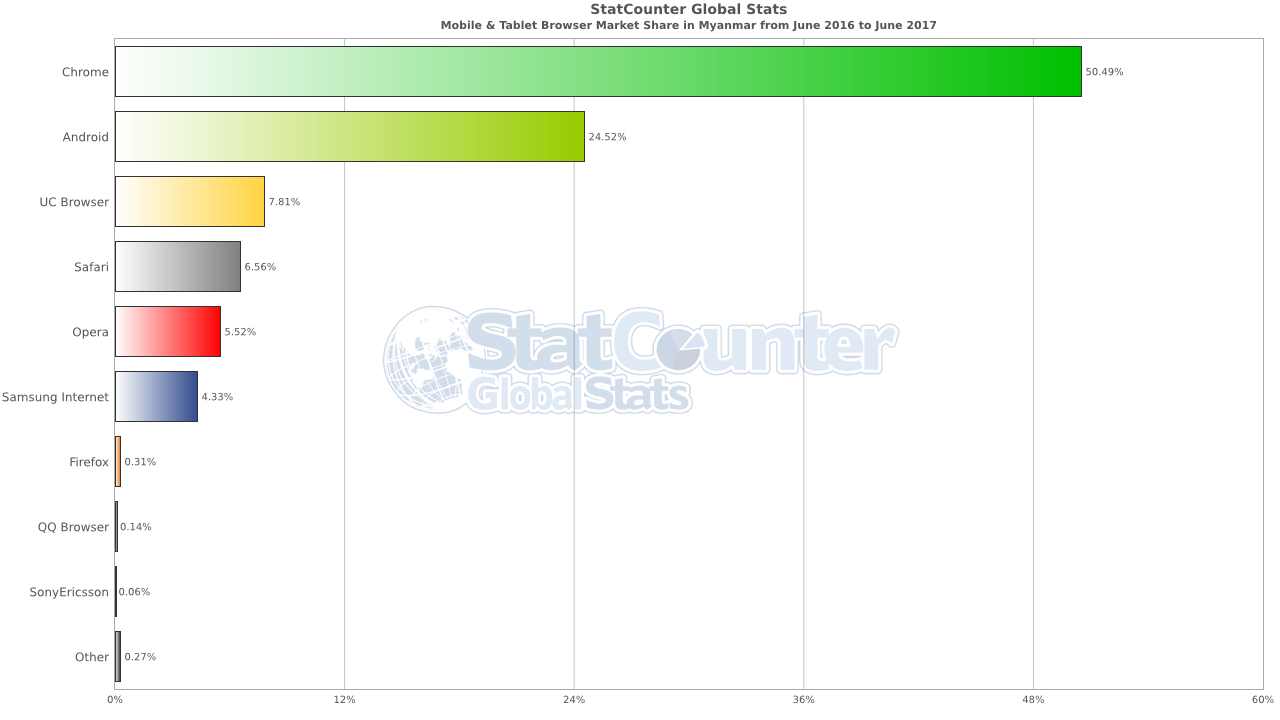 StatCounter Global Stats
Mobile & Tablet Browser Market Share in Myanmar from June 2016 to June 2017
Chrome 50.49%
Android 24.52%
UC Browser 7.81%
Safari 6.56%
Opera 5.52%
StatCounter
GlobalStats
Samsung Internet 4.33%
Firefox 0.31%
QQ Browser 0.14%
SonyEricsson 0.06%
Other 0.27%
0% 12% 24% 36% 48% 60%